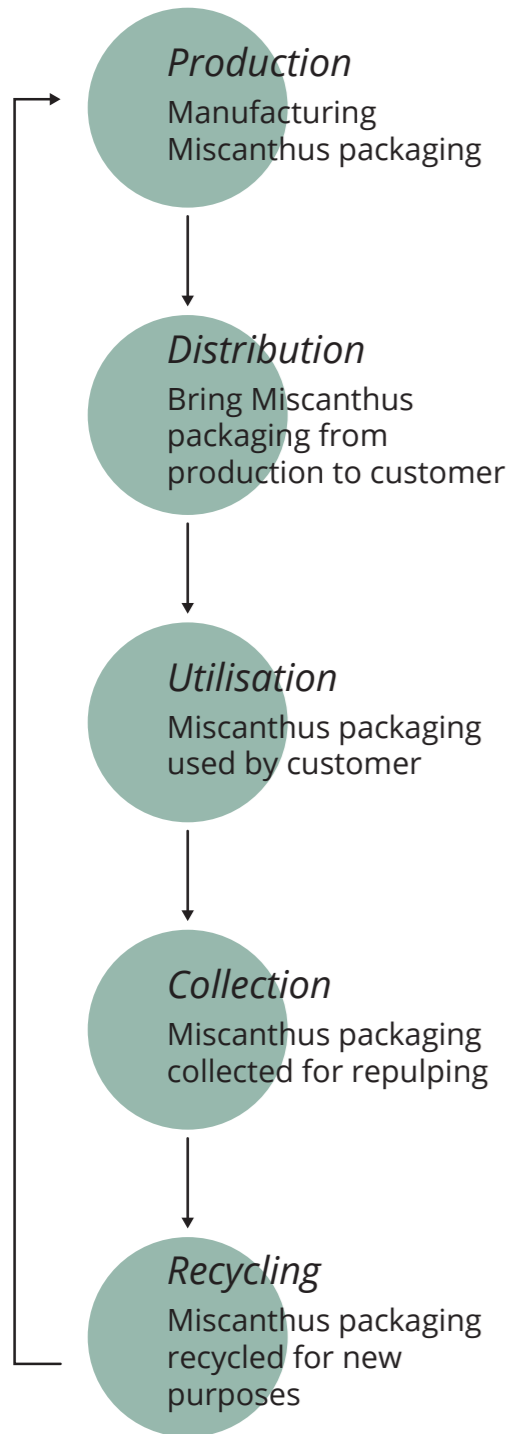 Production
Manufacturing
Miscanthus packaging
Distribution
Bring Miscanthus
packaging from
production to customer
Utilisation
Miscanthus packaging
used by customer
Collection
Miscanthus packaging
collected for repulping
Recycling
Miscanthus packaging
recycled for new
purposes